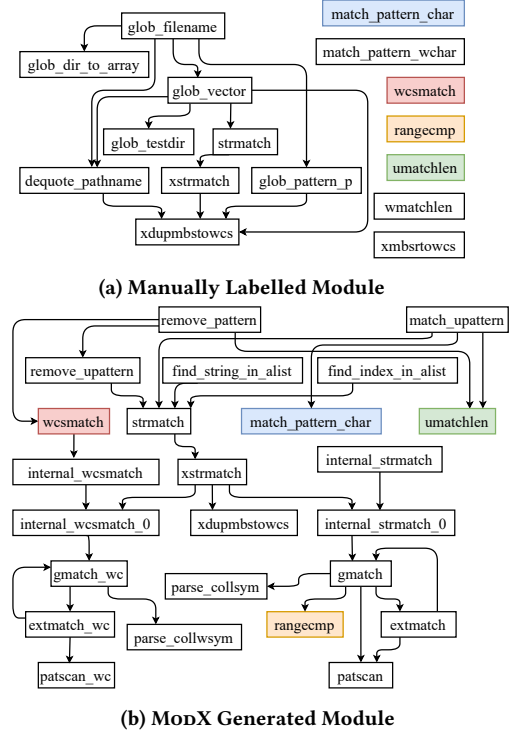 glob_filename
match_pattern_char
glob_dir_to_array
match_pattern_wchar
glob_vector
wcsmatch
glob_testdir
strmatch
rangecmp
dequote_pathname
xstrmatch
glob_pattern_p
umatchlen
wmatchlen
xdupmbstowcs
xmbsrtowcs
(a) Manually Labelled Module
remove_pattern
match_upattern
remove_upattern
find_string_in_alist
find_index_in_alist
wcsmatch
strmatch
match_pattern_char
umatchlen
internal_wcsmatch
xstrmatch
internal_strmatch
internal_wcsmatch_0
xdupmbstowcs
internal_strmatch_0
gmatch_wc
parse_collsym
gmatch
extmatch_wc
parse_collwsym
rangecmp
extmatch
patscan_wc
patscan
(b) MODX Generated Module